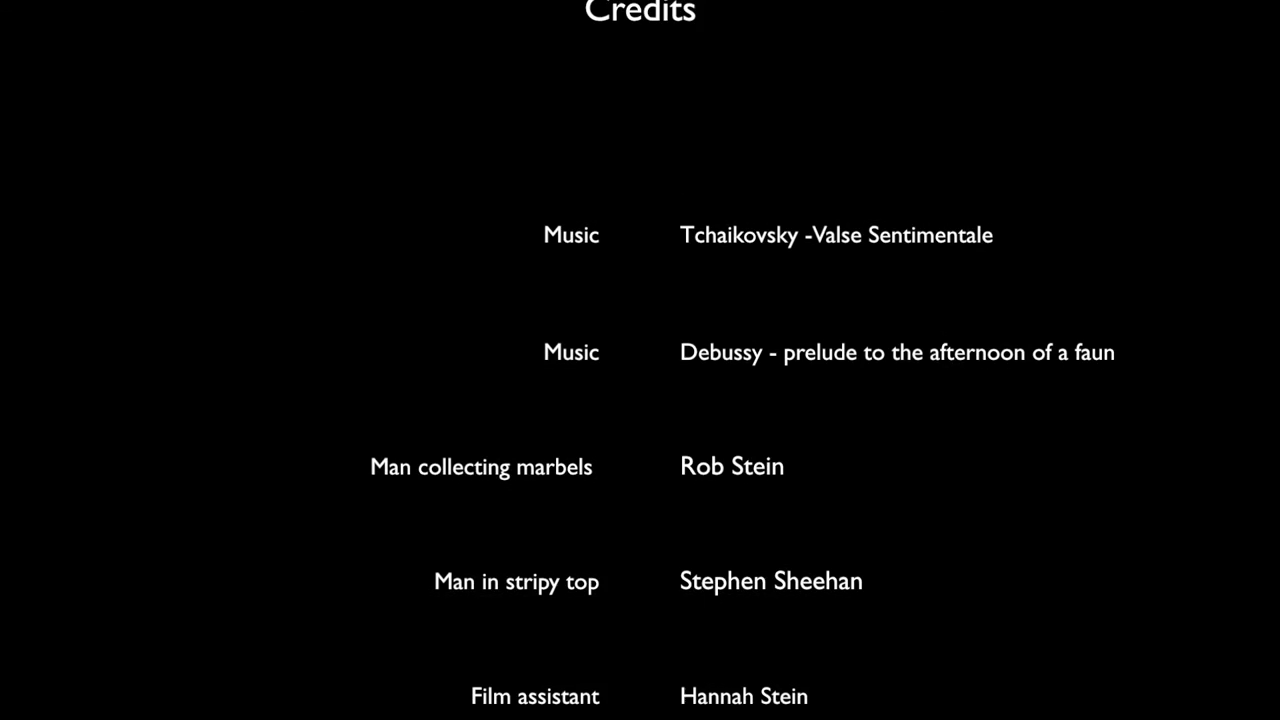 Credits
Music Tchaikovsky -Valse Sentimentale
Music Debussy - prelude to the afternoon of a faun
Man collecting marbels Rob Stein
Man in stripy top Stephen Sheehan
Film assistant Hannah Stein